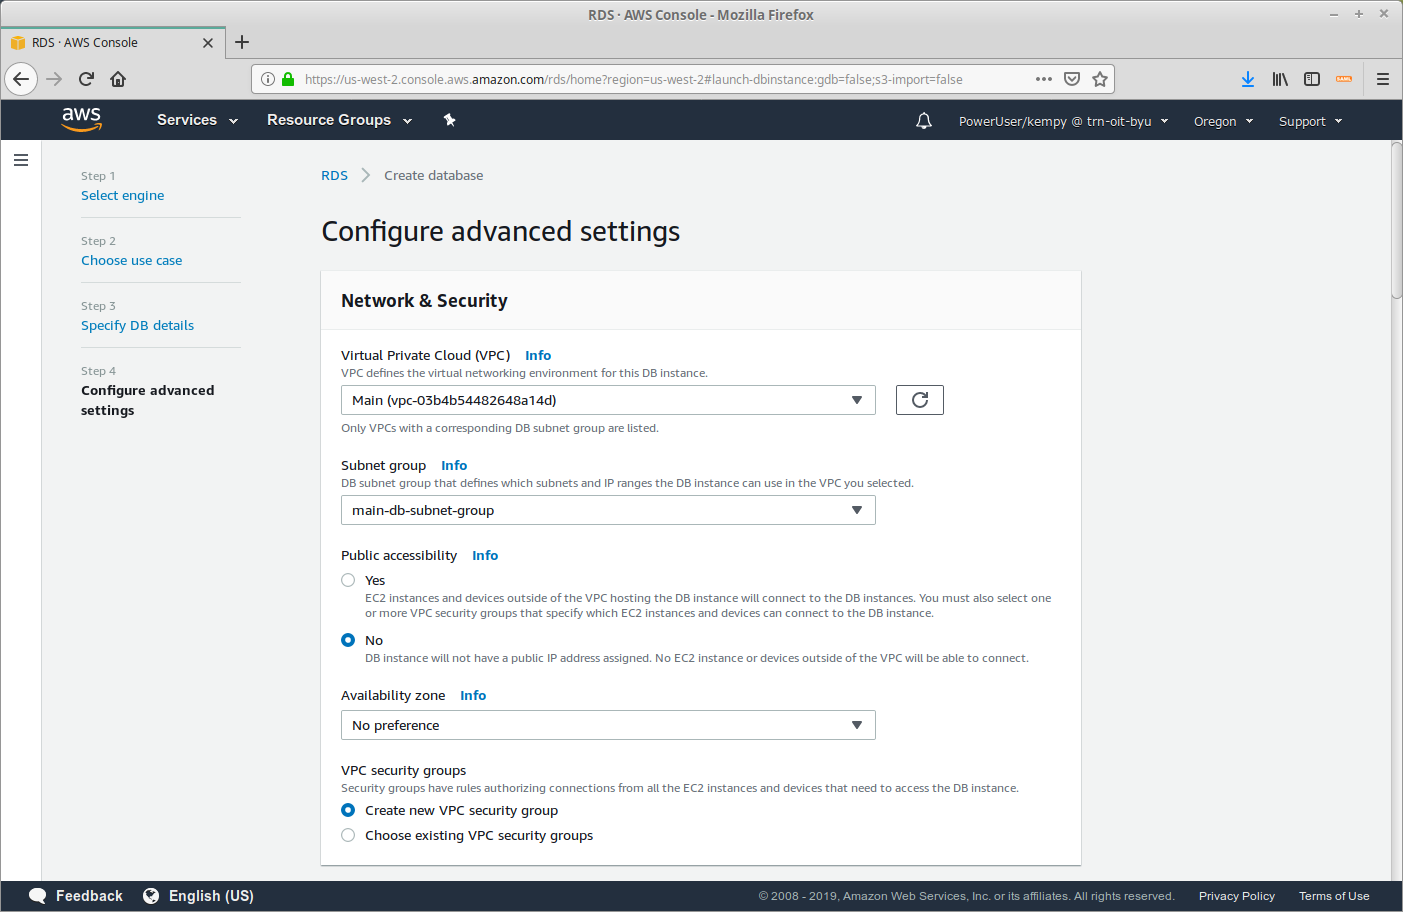 RDS · AWS Console - Mozilla Firefox
RDS · AWS Console
https://us-west-2.console.aws.amazon.com/rds/home?region=us-west-2#launch-dbinstance:gdb=false;s3-import=false
SAML
aws
Services
Resource Groups
PowerUser/kempy @ trn-oit-byu
Oregon
Support
Step 1
Select engine
Step 2
Choose use case
Step 3
Specify DB details
Step 4
Configure advanced
settings
RDS
Create database
Configure advanced settings
Network & Security
Virtual Private Cloud (VPC) Info
VPC defines the virtual networking environment for this DB instance.
Main (vpc-03b4b54482648a14d)
Only VPCs with a corresponding DB subnet group are listed.
Subnet group Info
DB subnet group that defines which subnets and IP ranges the DB instance can use in the VPC you selected.
main-db-subnet-group
Public accessibility Info
Yes
EC2 instances and devices outside of the VPC hosting the DB instance will connect to the DB instances. You must also select one
or more VPC security groups that specify which EC2 instances and devices can connect to the DB instance.
No
DB instance will not have a public IP address assigned. No EC2 instance or devices outside of the VPC will be able to connect.
Availability zone Info
No preference
VPC security groups
Security groups have rules authorizing connections from all the EC2 instances and devices that need to access the DB instance.
Create new VPC security group
Choose existing VPC security groups
Feedback
English (US)
© 2008 - 2019, Amazon Web Services, Inc. or its affiliates. All rights reserved.
Privacy Policy
Terms of Use